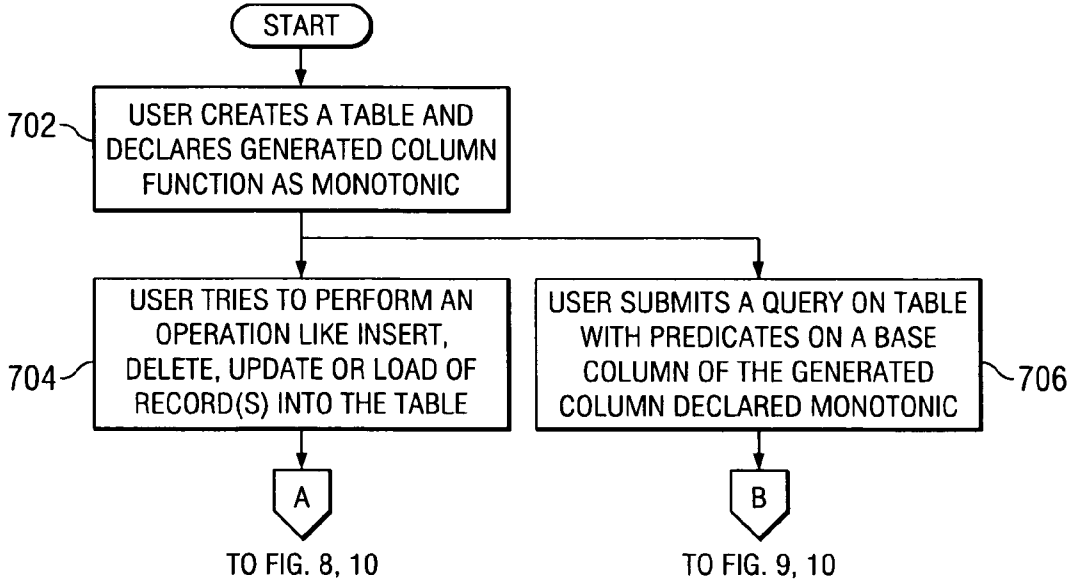 START
702
USER CREATES A TABLE AND
DECLARES GENERATED COLUMN
FUNCTION AS MONOTONIC
704
USER TRIES TO PERFORM AN
OPERATION LIKE INSERT,
DELETE, UPDATE OR LOAD OF
RECORD(S) INTO THE TABLE
USER SUBMITS A QUERY ON TABLE
WITH PREDICATES ON A BASE
COLUMN OF THE GENERATED
COLUMN DECLARED MONOTONIC
706
A
B
TO FIG. 8, 10
TO FIG. 9, 10